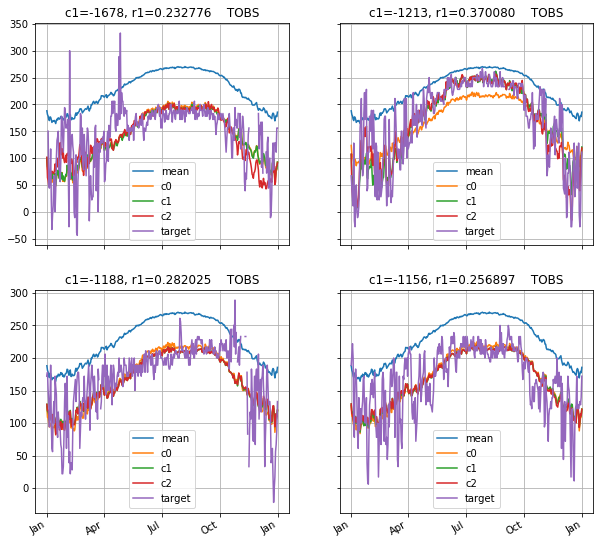 c1=-1678, r1=0.232776 TOBS
350
300
250
200
150
100
50
0
−50
mean
c0
c1
c2
target
c1=-1213, r1=0.370080 TOBS
mean
c0
c1
c2
target
c1=-1188, r1=0.282025 TOBS
300
250
200
150
100
50
0
mean
c0
c1
c2
target
Jan
Apr
Jul
Oct
Jan
c1=-1156, r1=0.256897 TOBS
mean
c0
c1
c2
target
Jan
Apr
Jul
Oct
Jan